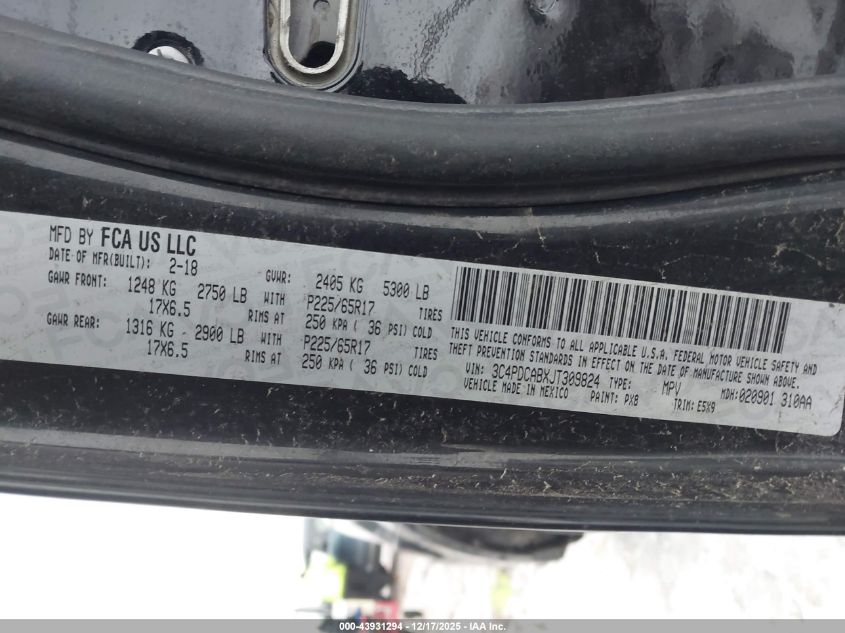 MFD BY FCA US LLC
DATE OF MFR(BUILT): 2-18
GVWR: 2405 KG 5300 LB
GAWR FRONT: 1248 KG 2750 LB WITH P225/65R17 TIRES
17X6.5 RIMS AT 250 KPA ( 36 PSI) COLD
GAWR REAR: 1316 KG - 2900 LB WITH P225/65R17 TIRES
17X6.5 RIMS AT 250 KPA ( 36 PSI) COLD
THIS VEHICLE CONFORMS TO ALL APPLICABLE U.S.A. FEDERAL MOTOR VEHICLE SAFETY AND
THEFT PREVENTION STANDARDS IN EFFECT ON THE DATE OF MANUFACTURE SHOWN ABOVE.
VIN: 3C4PDCABXJT309824 TYPE: MPV MDH:020901 310AA
VEHICLE MADE IN MEXICO PAINT: PX8 TRIM: E5X9
000-43931294 - 12/17/2025 - IAA Inc.